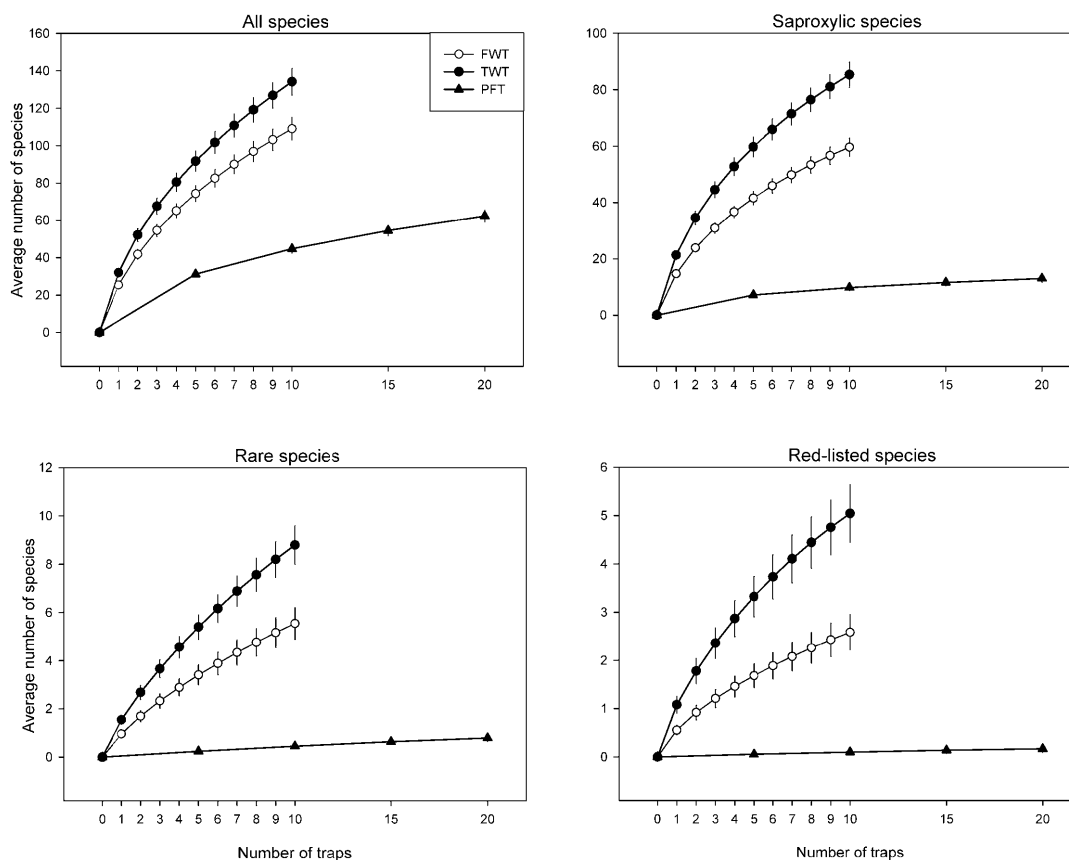 All species
Average number of species
160
140
120
100
80
60
40
20
0
FWT
TWT
PFT
0 1 2 3 4 5 6 7 8 9 10 15 20
Saproxylic species
100
80
60
40
20
0
0 1 2 3 4 5 6 7 8 9 10 15 20
Rare species
Average number of species
12
10
8
6
4
2
0
0 1 2 3 4 5 6 7 8 9 10 15 20
Number of traps
Red-listed species
6
5
4
3
2
1
0
0 1 2 3 4 5 6 7 8 9 10 15 20
Number of traps